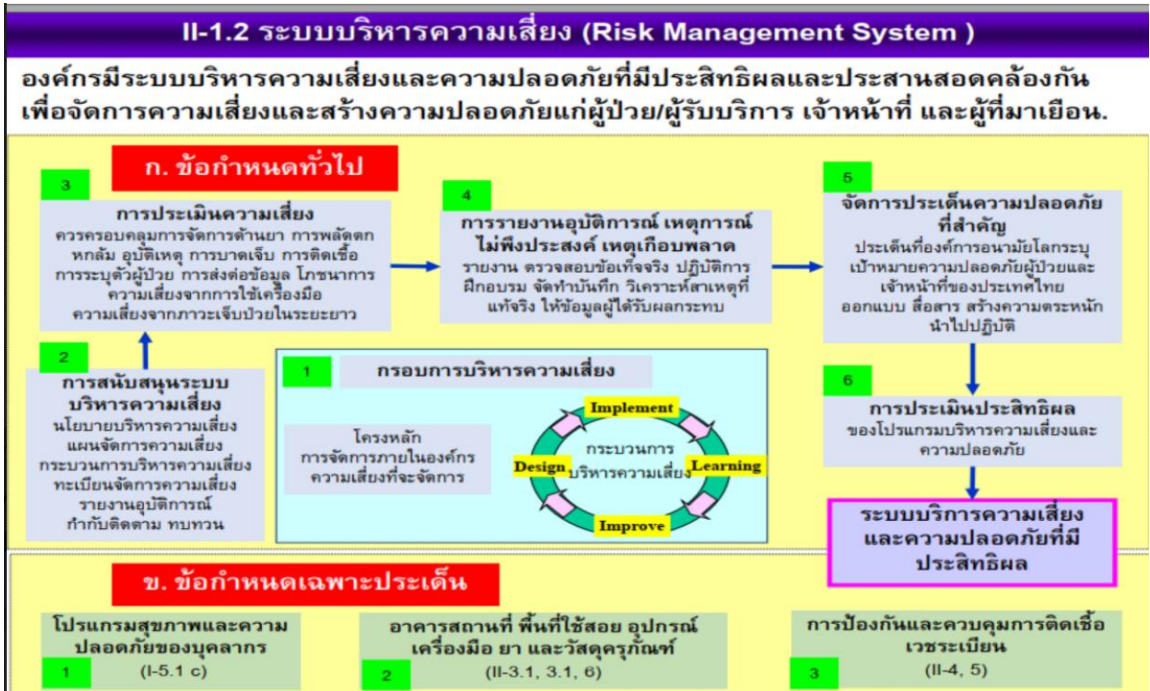 II-1.2 ระบบบริหารความเสี่ยง (Risk Management System )
องค์กรมีระบบบริหารความเสี่ยงและความปลอดภัยที่มีประสิทธิผลและประสานสอดคล้องกัน
เพื่อจัดการความเสี่ยงและสร้างความปลอดภัยแก่ผู้ป่วย/ผู้รับบริการ เจ้าหน้าที่ และผู้ที่มาเยือน.
ก. ข้อกำหนดทั่วไป
3
การประเมินความเสี่ยง
ควรครอบคลุมการจัดการด้านยา การพลัดตก
หกล้ม อุบัติเหตุ การบาดเจ็บ การติดเชื้อ
การระบุตัวผู้ป่วย การส่งต่อข้อมูล โภชนาการ
ความเสี่ยงจากการใช้เครื่องมือ
ความเสี่ยงจากภาวะเจ็บป่วยในระยะยาว
4
การรายงานอุบัติการณ์ เหตุการณ์
ไม่พึงประสงค์ เหตุเกือบพลาด
รายงาน ตรวจสอบข้อเท็จจริง ปฏิบัติการ
ฝึกอบรม จัดทำบันทึก วิเคราะห์สาเหตุที่
แท้จริง ให้ข้อมูลผู้ได้รับผลกระทบ
5
จัดการประเด็นความปลอดภัย
ที่สำคัญ
ประเด็นที่องค์การอนามัยโลกระบุ
เป้าหมายความปลอดภัยผู้ป่วยและ
เจ้าหน้าที่ของประเทศไทย
ออกแบบ สื่อสาร สร้างความตระหนัก
นำไปปฏิบัติ
2
การสนับสนุนระบบ
บริหารความเสี่ยง
นโยบายบริหารความเสี่ยง
แผนจัดการความเสี่ยง
กระบวนการบริหารความเสี่ยง
ทะเบียนจัดการความเสี่ยง
รายงานอุบัติการณ์
กำกับติดตาม ทบทวน
1
กรอบการบริหารความเสี่ยง
โครงหลัก
การจัดการภายในองค์กร
ความเสี่ยงที่จะจัดการ
Implement
กระบวนการ
Design บริหารความเสี่ยง Learning
Improve
6
การประเมินประสิทธิผล
ของโปรแกรมบริหารความเสี่ยงและ
ความปลอดภัย
ระบบบริการความเสี่ยง
และความปลอดภัยที่มี
ประสิทธิผล
ข. ข้อกำหนดเฉพาะประเด็น
โปรแกรมสุขภาพและความ
ปลอดภัยของบุคลากร
1 (I-5.1 c)
อาคารสถานที่ พื้นที่ใช้สอย อุปกรณ์
เครื่องมือ ยา และวัสดุครุภัณฑ์
2 (II-3.1, 3.1, 6)
การป้องกันและควบคุมการติดเชื้อ
เวชระเบียน
3 (II-4, 5)